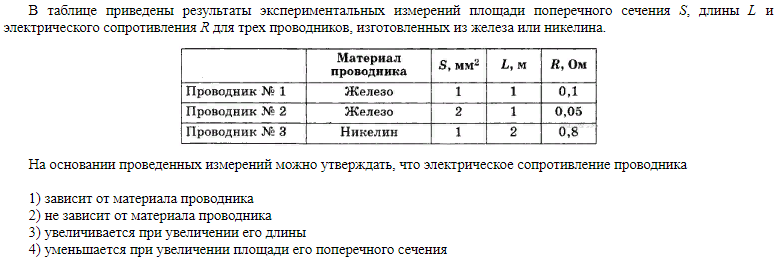 В таблице приведены результаты экспериментальных измерений площади поперечного сечения S, длины L и
электрического сопротивления R для трех проводников, изготовленных из железа или никелина.
Материал проводника S, мм² L, м R, Ом
Проводник № 1 Железо 1 1 0,1
Проводник № 2 Железо 2 1 0,05
Проводник № 3 Никелин 1 2 0,8
На основании проведенных измерений можно утверждать, что электрическое сопротивление проводника
1) зависит от материала проводника
2) не зависит от материала проводника
3) увеличивается при увеличении его длины
4) уменьшается при увеличении площади его поперечного сечения